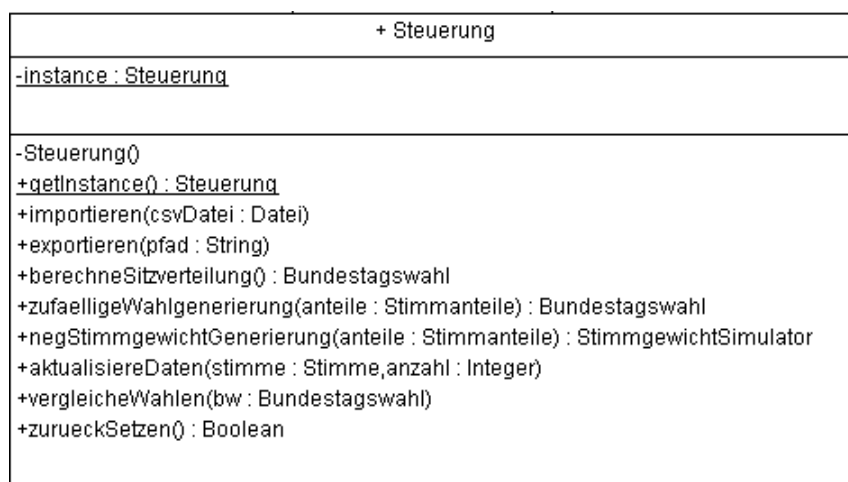 + Steuerung
-instance : Steuerung
-Steuerung()
+getInstance() : Steuerung
+importieren(csvDatei : Datei)
+exportieren(pfad : String)
+berechneSitzverteilung() : Bundestagswahl
+zufaelligeWahlgenerierung(anteile : Stimmanteile) : Bundestagswahl
+negStimmgewichtGenerierung(anteile : Stimmanteile) : StimmgewichtSimulator
+aktualisiereDaten(stimme : Stimme,anzahl : Integer)
+vergleicheWahlen(bw : Bundestagswahl)
+zurueckSetzen() : Boolean